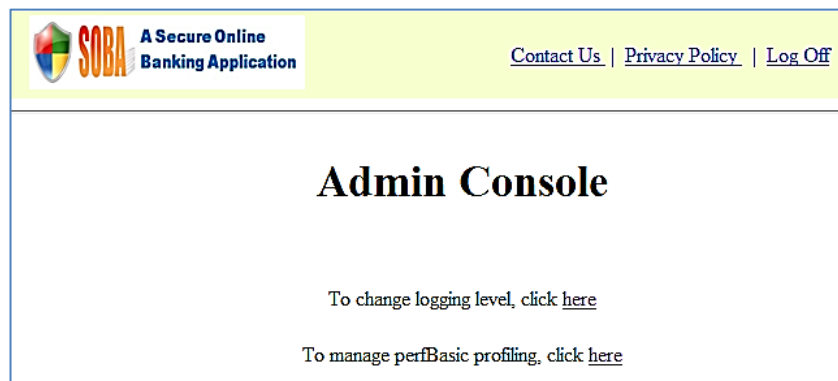 SOBA
A Secure Online
Banking Application
Contact Us | Privacy Policy | Log Off
Admin Console
To change logging level, click here
To manage perfBasic profiling, click here